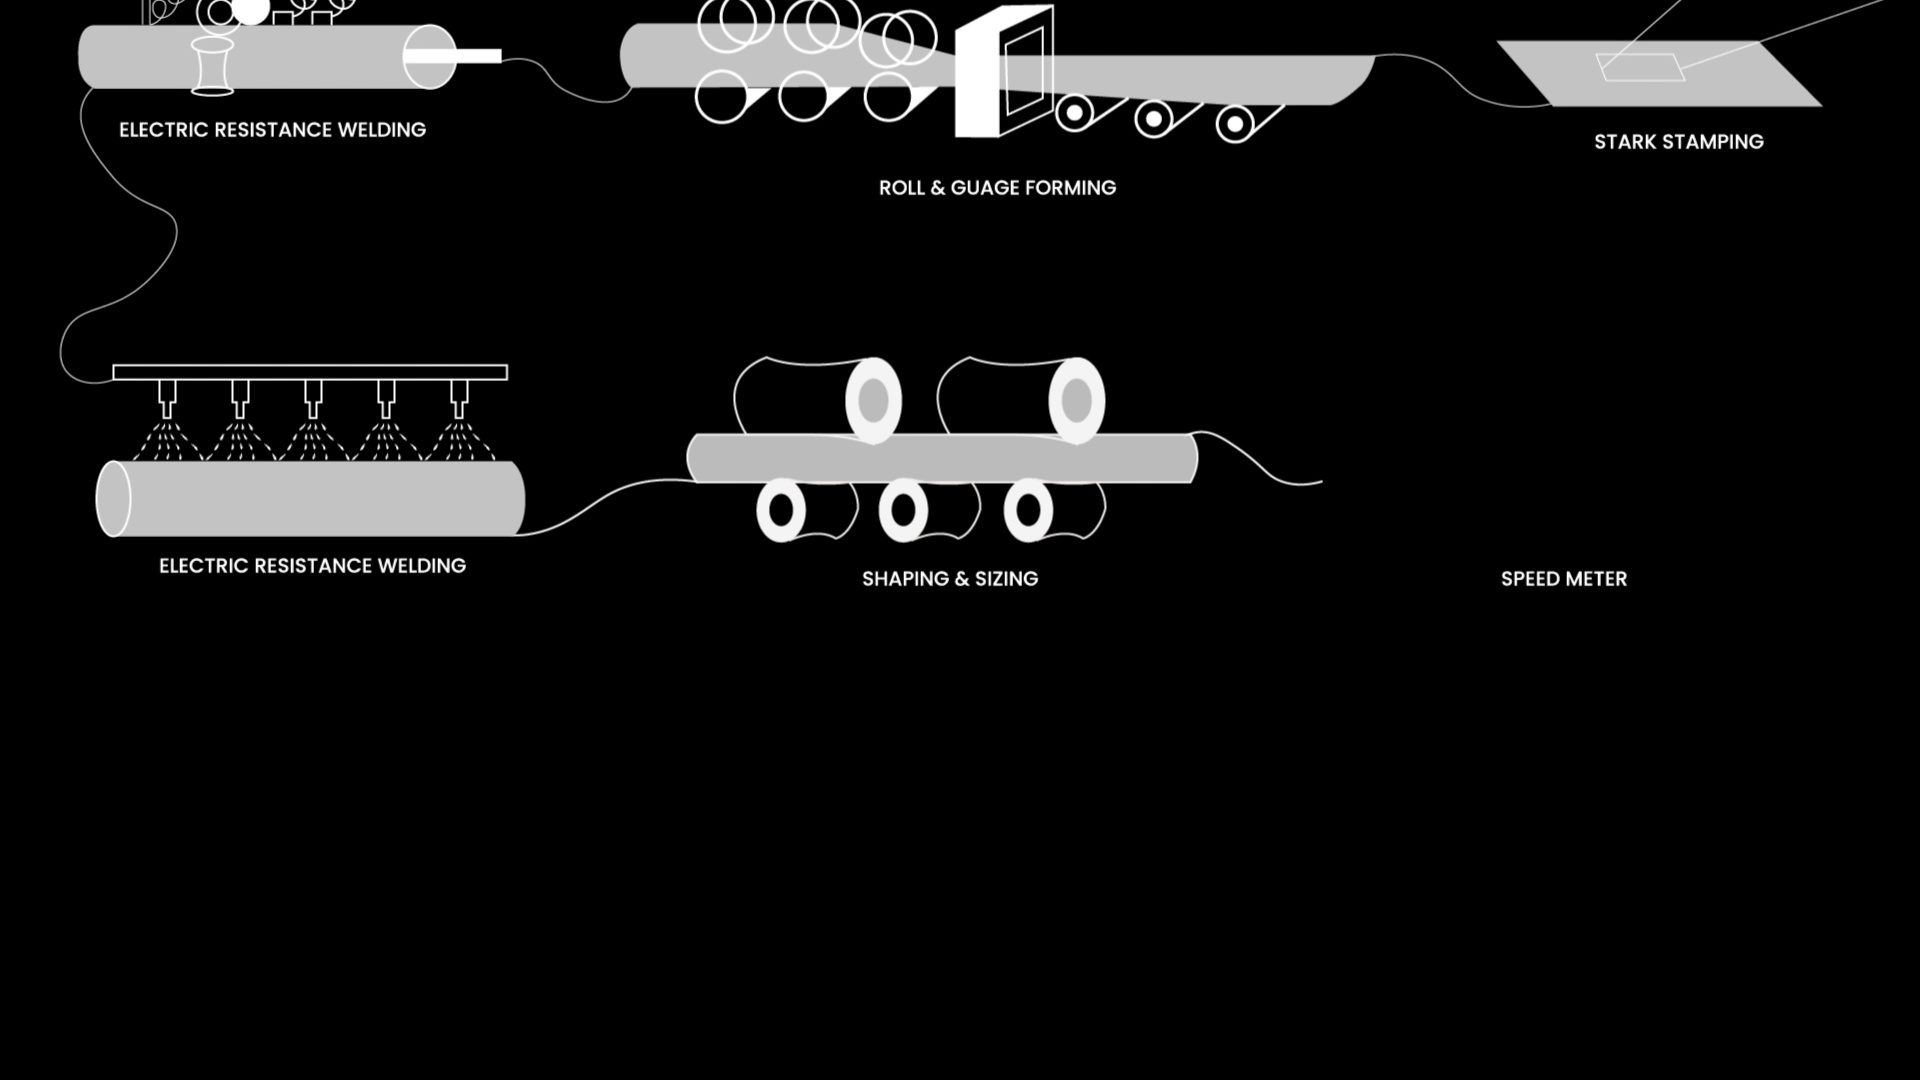 ELECTRIC RESISTANCE WELDING
STARK STAMPING
ROLL & GUAGE FORMING
ELECTRIC RESISTANCE WELDING
SHAPING & SIZING
SPEED METER